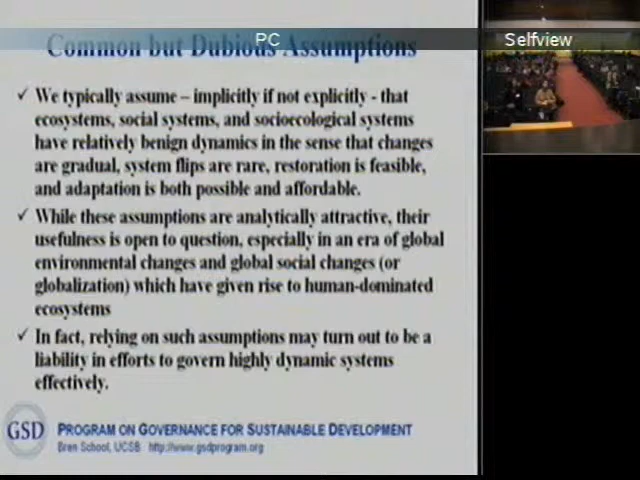 PC
Selfview
Common but Dubious Assumptions
✓ We typically assume – implicitly if not explicitly - that
ecosystems, social systems, and socioecological systems
have relatively benign dynamics in the sense that changes
are gradual, system flips are rare, restoration is feasible,
and adaptation is both possible and affordable.
✓ While these assumptions are analytically attractive, their
usefulness is open to question, especially in an era of global
environmental changes and global social changes (or
globalization) which have given rise to human-dominated
ecosystems
✓ In fact, relying on such assumptions may turn out to be a
liability in efforts to govern highly dynamic systems
effectively.
GSD
PROGRAM ON GOVERNANCE FOR SUSTAINABLE DEVELOPMENT
Bren School, UCSB http://www.gsdprogram.org